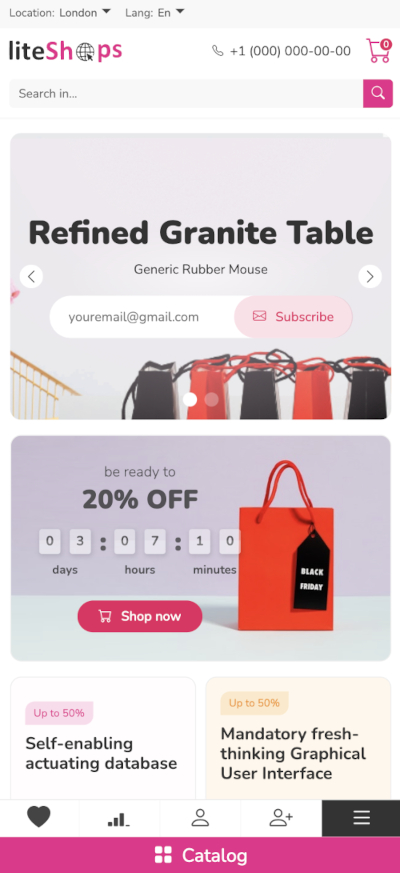 Location: London Lang: En
liteShops +1 (000) 000-00-00 0
Search in...
Refined Granite Table
Generic Rubber Mouse
youremail@gmail.com Subscribe
be ready to
20% OFF
0 3 : 0 7 : 1 0
days hours minutes
BLACK
FRIDAY
Shop now
Up to 50%
Self-enabling
actuating database
Up to 50%
Mandatory fresh-
thinking Graphical
User Interface
Catalog